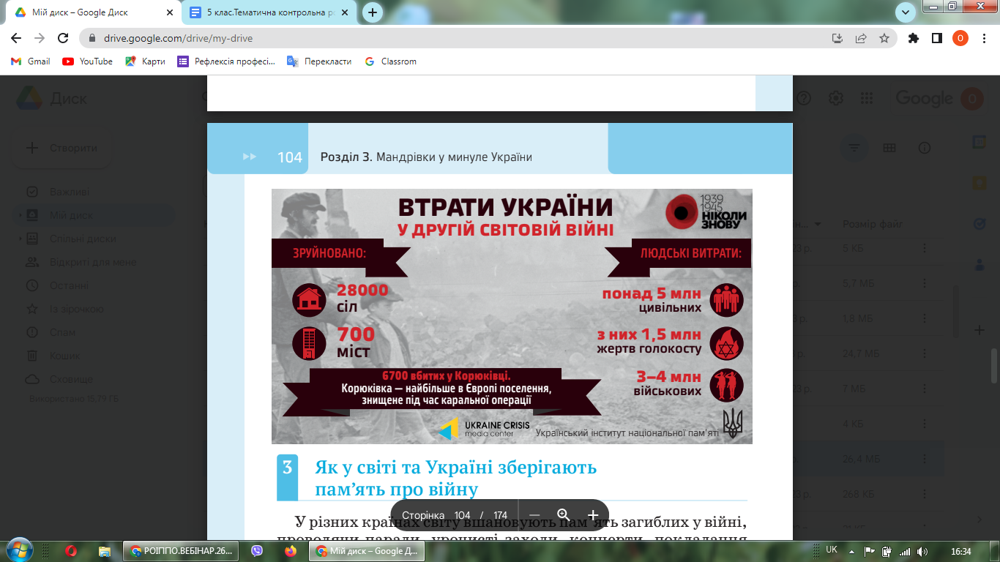 Мій диск – Google Диск
5 клас.Тематична контрольна ро
drive.google.com/drive/my-drive
О
Gmail
YouTube
Карти
Рефлексія професі...
Перекласти
Classrom
Диск
Google
О
Створити
Важливі
Мій диск
Спільні диски
Відкриті для мене
Останні
Із зірочкою
Спам
Кошик
Сховище
Використано 15,79 ГБ
104
Розділ 3. Мандрівки у минуле України
ВТРАТИ УКРАЇНИ
У ДРУГІЙ СВІТОВІЙ ВІЙНІ
1939
1945
НІКОЛИ
ЗНОВУ
ЗРУЙНОВАНО:
28000
сіл
700
міст
ЛЮДСЬКІ ВИТРАТИ:
понад 5 млн
цивільних
з них 1,5 млн
жертв голокосту
3–4 млн
військових
6700 вбитих у Корюківці.
Корюківка — найбільше в Європі поселення,
знищене під час каральної операції
UKRAINE CRISIS
media center
Український інститут національної пам'яті
3
Як у світі та Україні зберігають
пам’ять про війну
У різних країнах світу вшановують пам’ять загиблих у війні,
проводячи паради, урочисті заходи, концерти, покладання
Сторінка 104 / 174
Розмір файл
5 КБ
5,7 МБ
1,8 МБ
24,7 МБ
7 МБ
4 КБ
26,4 МБ
268 КБ
РОІППО.ВЕБІНАР.26...
Мій диск – Google Д...
UK
16:34